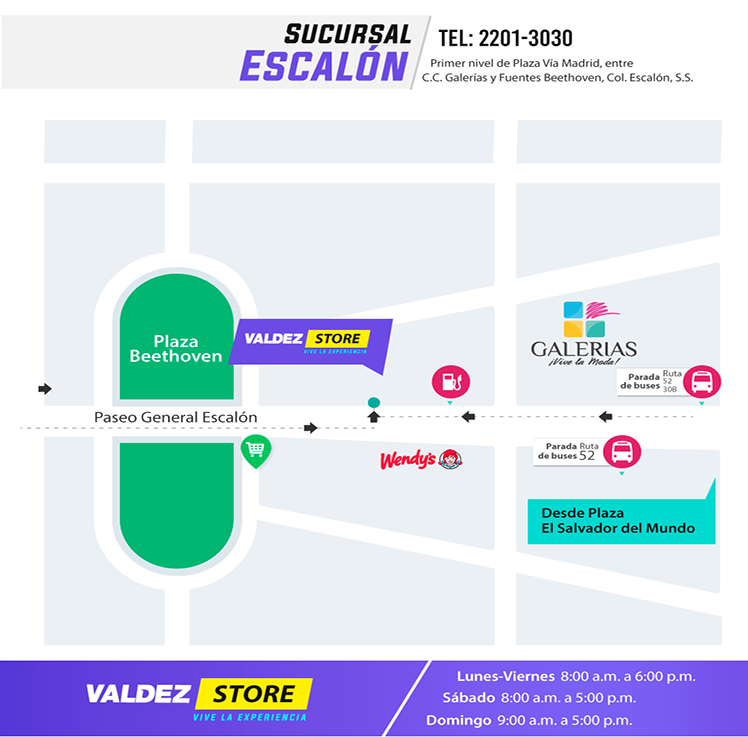 SUCURSAL
ESCALÓN
TEL: 2201-3030
Primer nivel de Plaza Vía Madrid, entre
C.C. Galerías y Fuentes Beethoven, Col. Escalón, S.S.
Plaza
Beethoven
VALDEZ STORE
VIVE LA EXPERIENCIA
GALERIAS
¡Vive la Moda!
Parada Ruta
de buses 52
30B
Paseo General Escalón
Wendy's
Parada Ruta
de buses 52
Desde Plaza
El Salvador del Mundo
VALDEZ STORE
VIVE LA EXPERIENCIA
Lunes-Viernes 8:00 a.m. a 6:00 p.m.
Sábado 8:00 a.m. a 5:00 p.m.
Domingo 9:00 a.m. a 5:00 p.m.